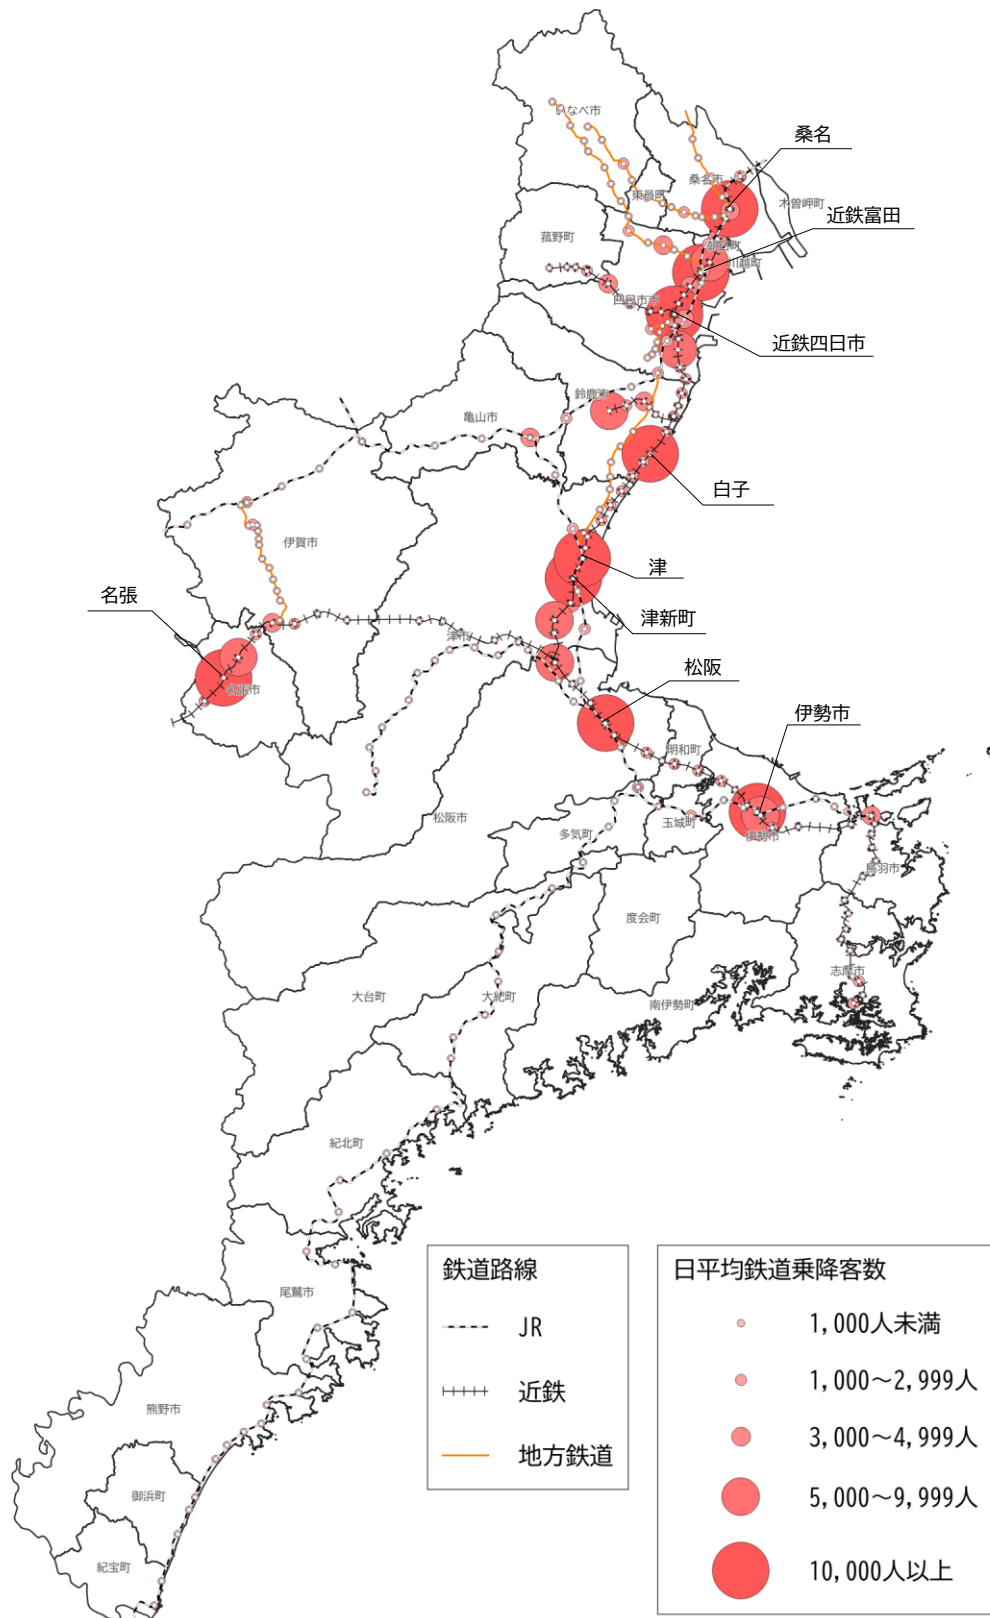 桑名
いなべ市
桑名市
東員町
木曽岬町
近鉄富田
菰野町
朝日町
川越町
四日市市
近鉄四日市
鈴鹿市
亀山市
白子
伊賀市
津
名張
津新町
津市
松阪
名張市
伊勢市
明和町
松阪市
多気町
玉城町
伊勢市
鳥羽市
度会町
志摩市
大台町
大紀町
南伊勢町
紀北町
尾鷲市
熊野市
御浜町
紀宝町
鉄道路線
JR
近鉄
地方鉄道
日平均鉄道乗降客数
1,000人未満
1,000～2,999人
3,000～4,999人
5,000～9,999人
10,000人以上